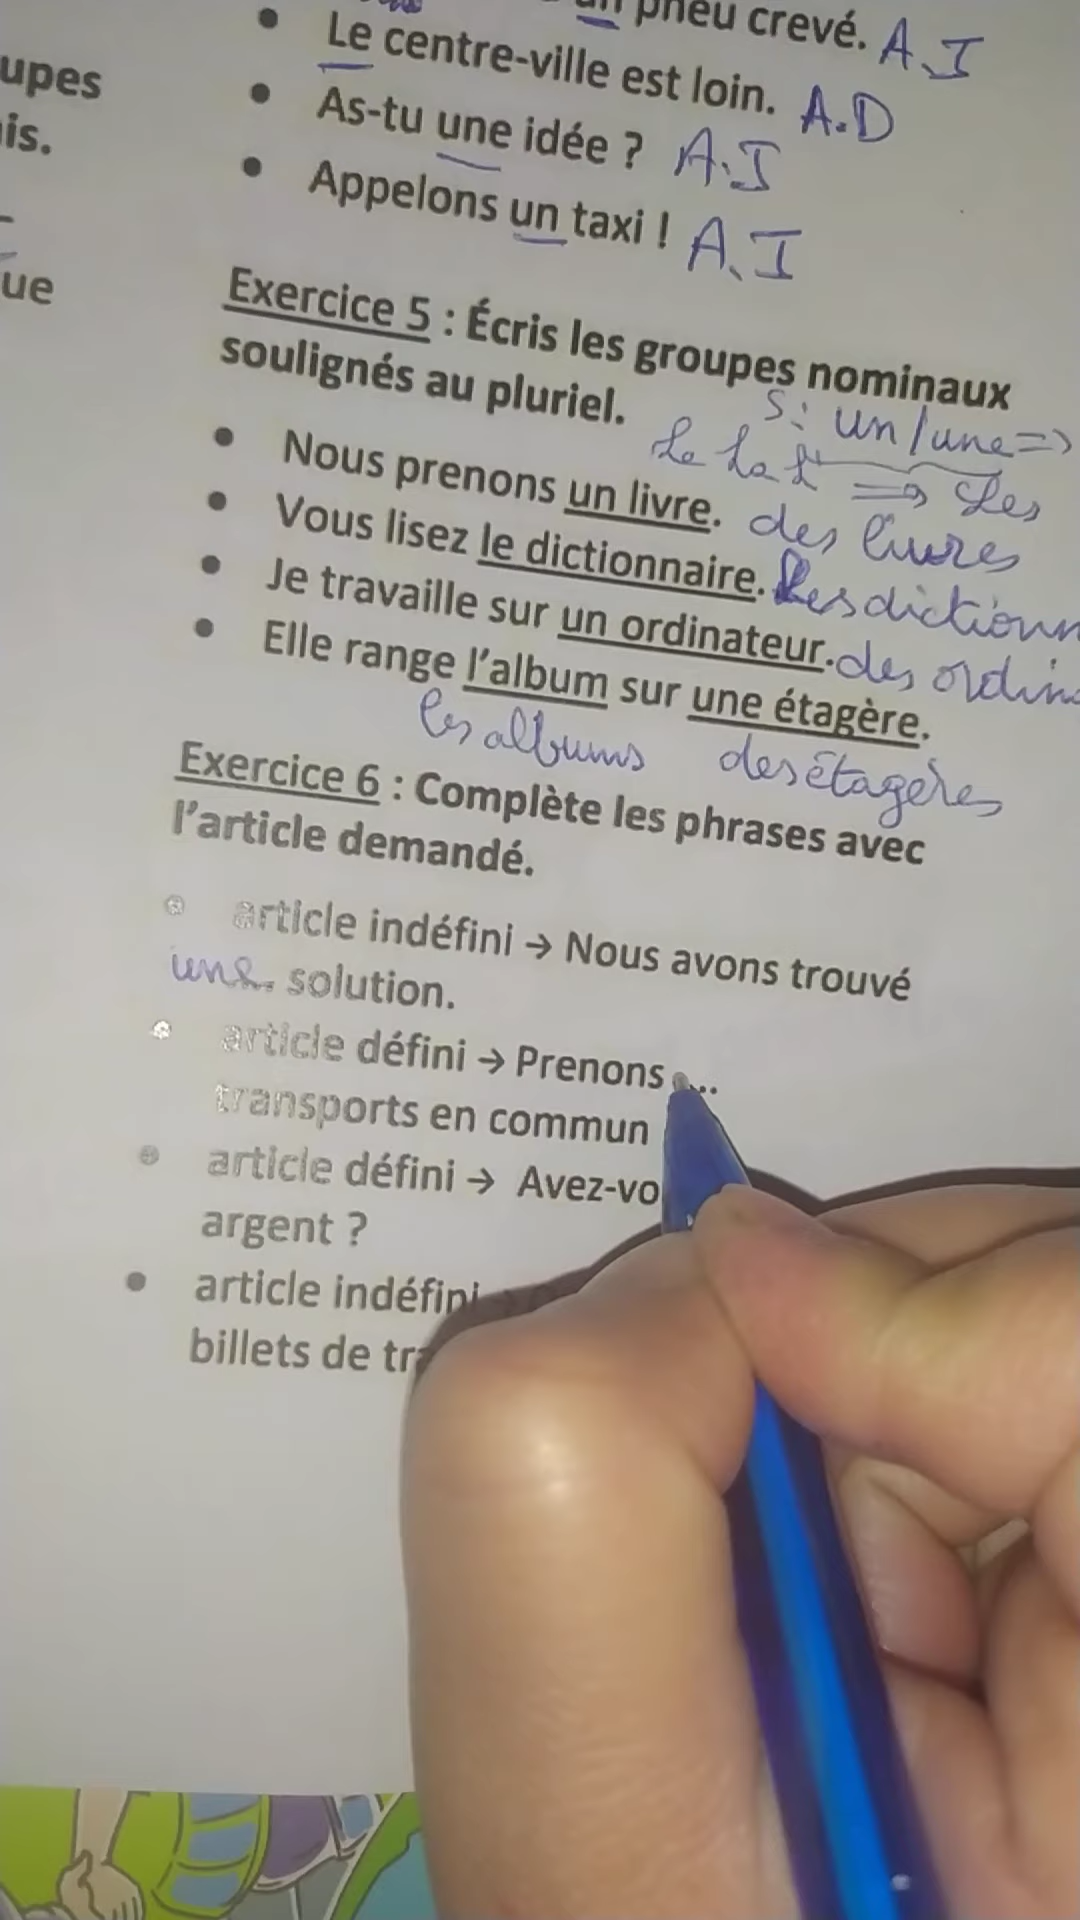 un pneu crevé. A.I
Le centre-ville est loin. A.D
As-tu une idée ? A.I
Appelons un taxi ! A.I
upes
is.
ue
Exercice 5 : Écris les groupes nominaux
soulignés au pluriel.
S: un/une =>
Le La L' => Les
Nous prenons un livre. des livres
Vous lisez le dictionnaire. Les dictionn
Je travaille sur un ordinateur. des ordin
Elle range l'album sur une étagère.
les albums des étagères
Exercice 6 : Complète les phrases avec
l'article demandé.
article indéfini → Nous avons trouvé
une solution.
article défini → Prenons ....
transports en commun
article défini → Avez-vo
argent ?
article indéfini
billets de tra